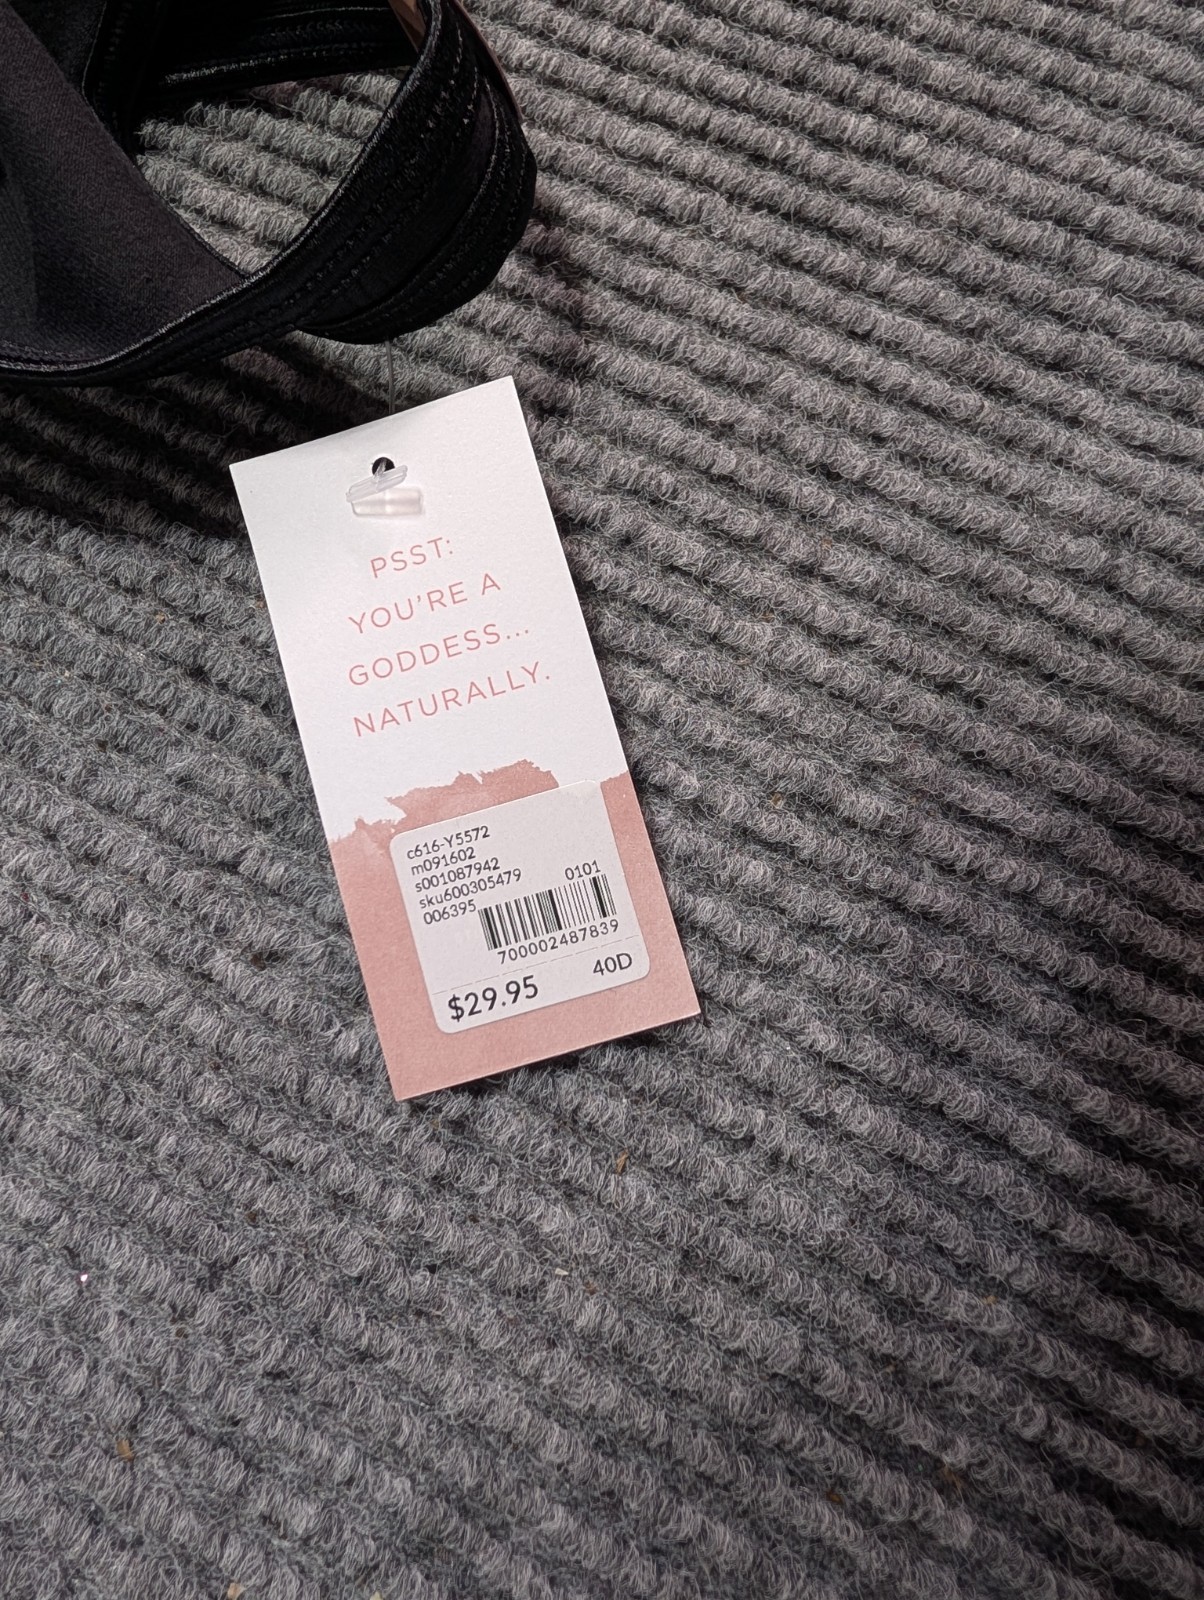 PSST:
YOU'RE A
GODDESS...
NATURALLY.
c616-Y5572
m091602
s001087942
sku600305479 0101
006395
700002487839
$29.95 40D